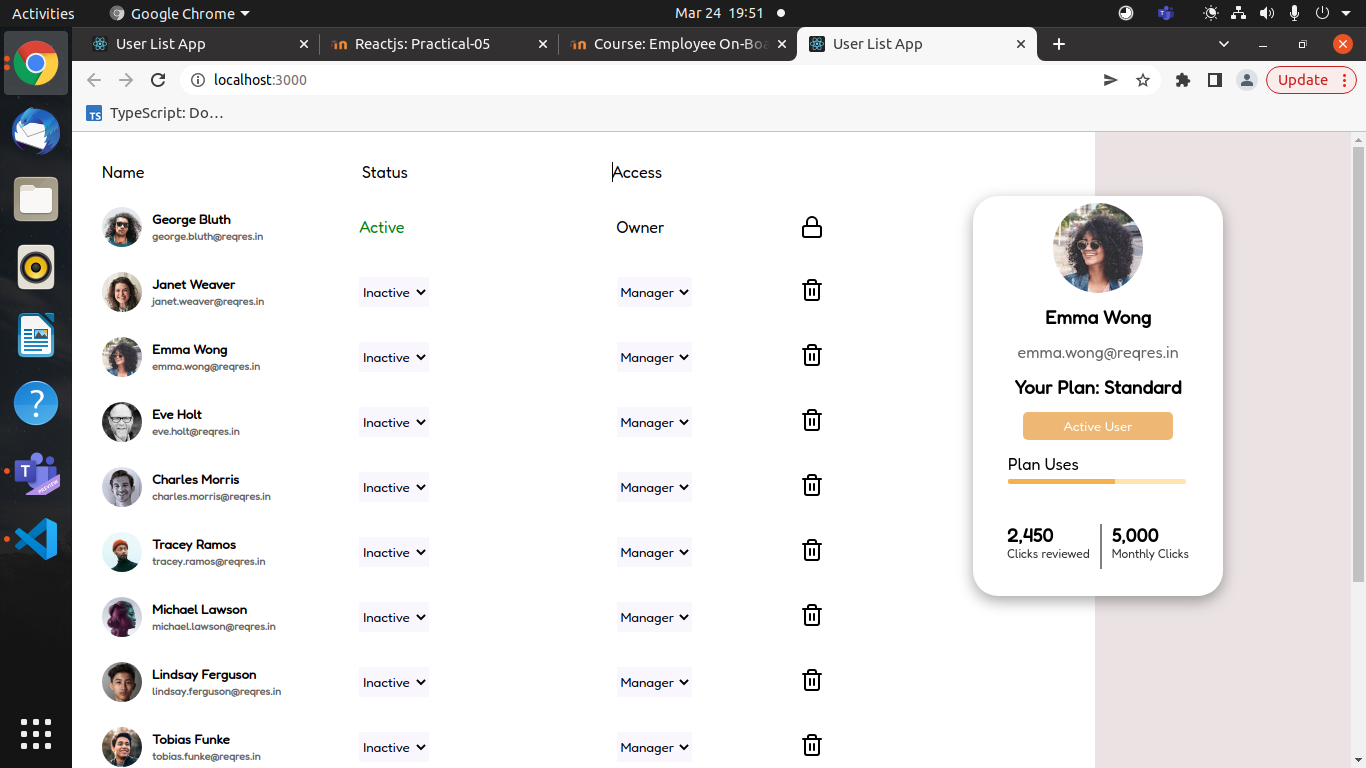 Activities
Google Chrome
Mar 24 19:51
User List App
Reactjs: Practical-05
Course: Employee On-Boa
User List App
localhost:3000
Update
TS
TypeScript: Do…
Name
Status
Access
George Bluth
george.bluth@reqres.in
Active
Owner
Janet Weaver
janet.weaver@reqres.in
Inactive
Manager
Emma Wong
emma.wong@reqres.in
Inactive
Manager
Eve Holt
eve.holt@reqres.in
Inactive
Manager
Charles Morris
charles.morris@reqres.in
Inactive
Manager
Tracey Ramos
tracey.ramos@reqres.in
Inactive
Manager
Michael Lawson
michael.lawson@reqres.in
Inactive
Manager
Lindsay Ferguson
lindsay.ferguson@reqres.in
Inactive
Manager
Tobias Funke
tobias.funke@reqres.in
Inactive
Manager
Emma Wong
emma.wong@reqres.in
Your Plan: Standard
Active User
Plan Uses
2,450
Clicks reviewed
5,000
Monthly Clicks
T
PREVIEW